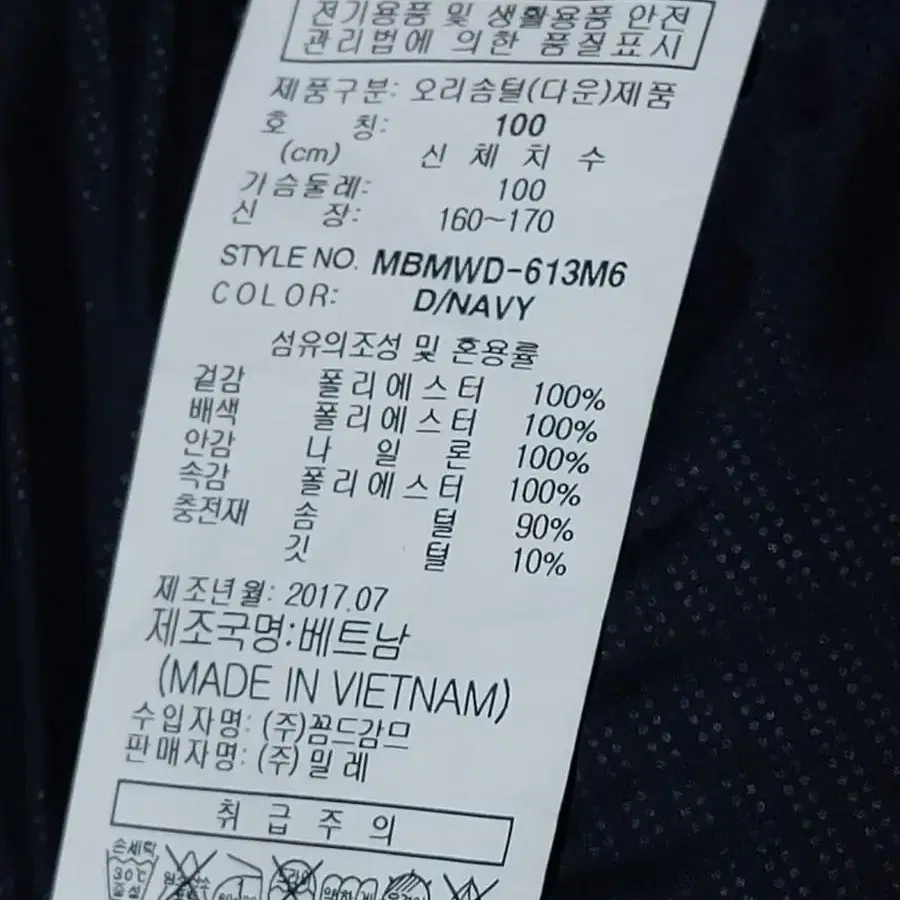 전기용품 및 생활용품 안전
관리법에 의한 품질표시
제품구분: 오리솜털(다운)제품
호 칭: 100
(cm) 신 체 치 수
가슴둘레: 100
신 장: 160~170
STYLE NO. MBMWD-613M6
COLOR: D/NAVY
섬유의조성 및 혼용률
겉감 폴리에스터 100%
배색 폴리에스터 100%
안감 나 일 론 100%
속감 폴리에스터 100%
충전재 솜 털 90%
깃 털 10%
제조년월: 2017.07
제조국명:베트남
(MADE IN VIETNAM)
수입자명: (주)꼼드감므
판매자명: (주) 밀레
취 급 주 의
손세탁
30℃
중성
드라이
약하게